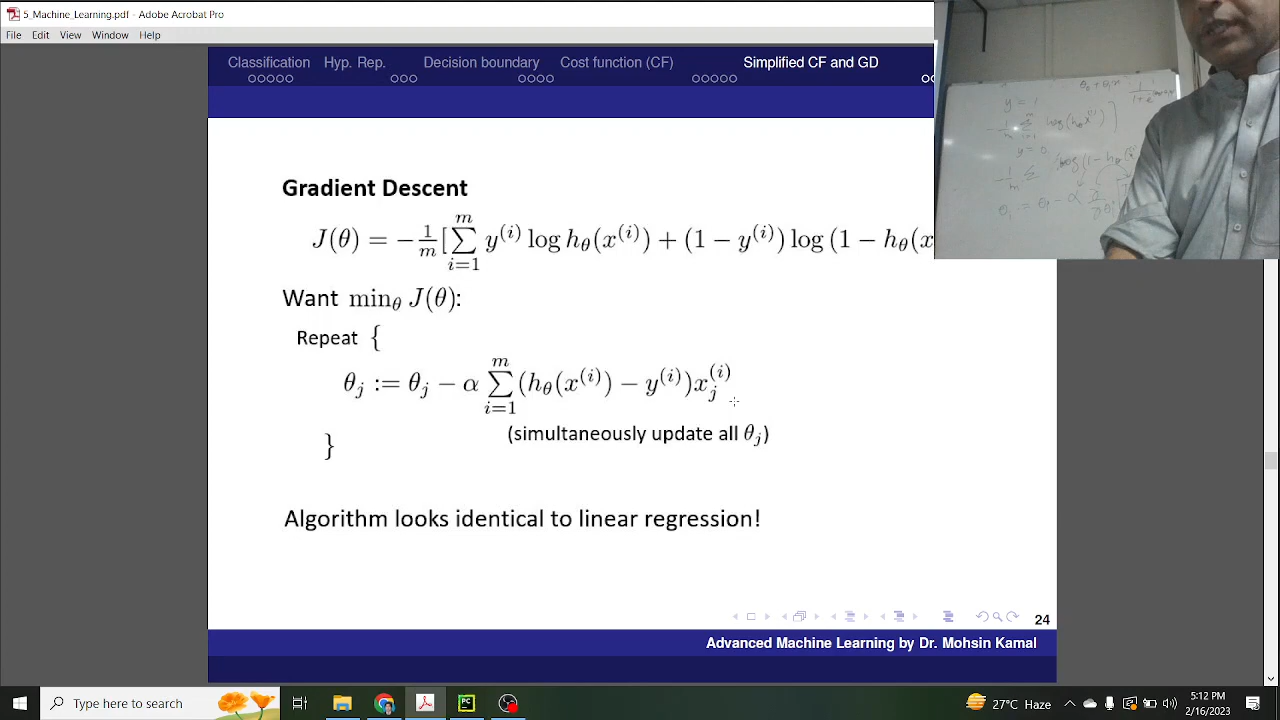 5_Machine_Learning.pdf - Adobe Acrobat Pro
File Edit View Window Help
Classification Hyp. Rep. Decision boundary Cost function (CF) Simplified CF and GD
Gradient Descent
J(θ) = −1/m[∑_{i=1}^{m} y^{(i)} log h_θ(x^{(i)}) + (1 − y^{(i)}) log (1 − h_θ(x
Want min_θ J(θ):
Repeat {
θ_j := θ_j − α ∑_{i=1}^{m} (h_θ(x^{(i)}) − y^{(i)})x_j^{(i)}
(simultaneously update all θ_j)
}
Algorithm looks identical to linear regression!
24
Advanced Machine Learning by Dr. Mohsin Kamal
Type here to search
27°C Haze
5:12 PM
2/16/2023